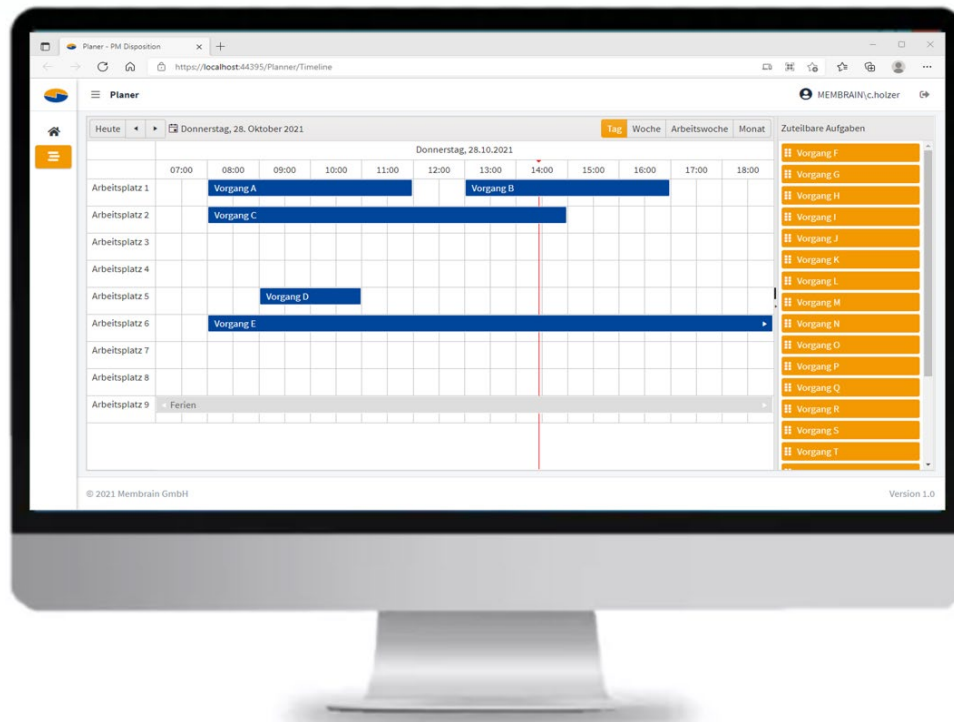 Planer - PM Disposition
https://localhost:44395/Planner/Timeline
Planer
MEMBRAIN\c.holzer
Heute
Donnerstag, 28. Oktober 2021
Tag Woche Arbeitswoche Monat
Zuteilbare Aufgaben
Donnerstag, 28.10.2021
07:00 08:00 09:00 10:00 11:00 12:00 13:00 14:00 15:00 16:00 17:00 18:00
Arbeitsplatz 1 Vorgang A Vorgang B
Arbeitsplatz 2 Vorgang C
Arbeitsplatz 3
Arbeitsplatz 4
Arbeitsplatz 5 Vorgang D
Arbeitsplatz 6 Vorgang E
Arbeitsplatz 7
Arbeitsplatz 8
Arbeitsplatz 9 Ferien
Vorgang F
Vorgang G
Vorgang H
Vorgang I
Vorgang J
Vorgang K
Vorgang L
Vorgang M
Vorgang N
Vorgang O
Vorgang P
Vorgang Q
Vorgang R
Vorgang S
Vorgang T
© 2021 Membrain GmbH
Version 1.0